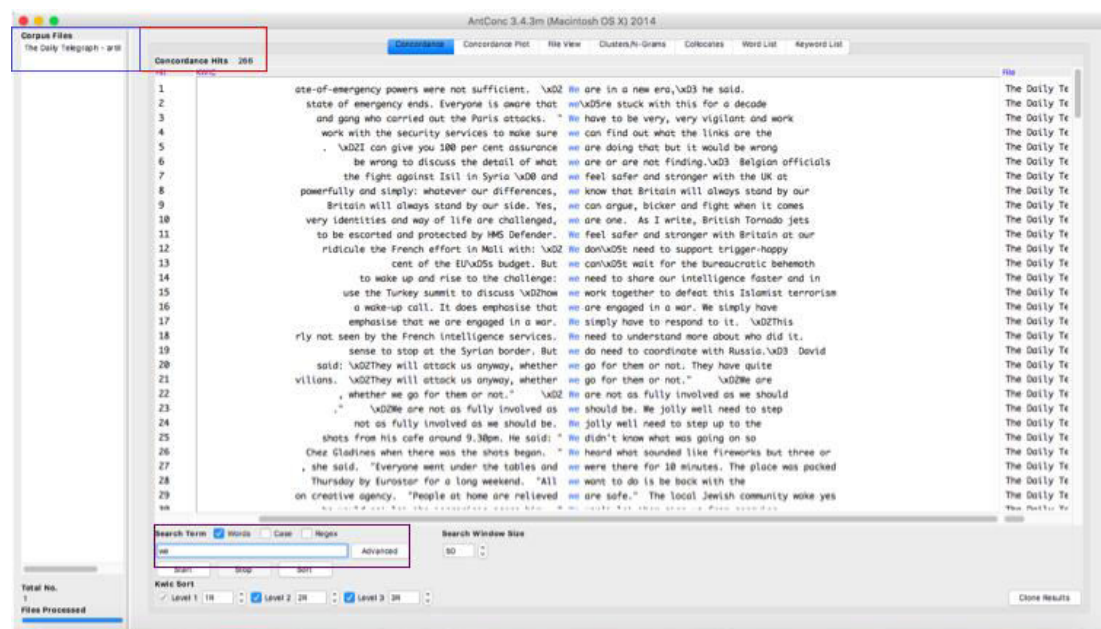 AntConc 3.4.3m (Macintosh OS X) 2014
Corpus Files
The Daily Telegraph - arti
Concordance Concordance Plot File View Clusters/N-Grams Collocates Word List Keyword List
Concordance Hits 266
Hit KWIC File
1 ate-of-emergency powers were not sufficient. \xD2 We are in a new era,\xD3 he said. The Daily Te
2 state of emergency ends. Everyone is aware that we\xD5re stuck with this for a decade The Daily Te
3 and gang who carried out the Paris attacks. " We have to be very, very vigilant and work The Daily Te
4 work with the security services to make sure we can find out what the links are the The Daily Te
5 . \xD2I can give you 100 per cent assurance we are doing that but it would be wrong The Daily Te
6 be wrong to discuss the detail of what we are or are not finding.\xD3 Belgian officials The Daily Te
7 the fight against Isil in Syria \xD0 and we feel safer and stronger with the UK at The Daily Te
8 powerfully and simply: whatever our differences, we know that Britain will always stand by our The Daily Te
9 Britain will always stand by our side. Yes, we can argue, bicker and fight when it comes The Daily Te
10 very identities and way of life are challenged, we are one. As I write, British Tornado jets The Daily Te
11 to be escorted and protected by HMS Defender. We feel safer and stronger with Britain at our The Daily Te
12 ridicule the French effort in Mali with: \xD2 We don\xD5t need to support trigger-happy The Daily Te
13 cent of the EU\xD5s budget. But we can\xD5t wait for the bureaucratic behemoth The Daily Te
14 to wake up and rise to the challenge: we need to share our intelligence faster and in The Daily Te
15 use the Turkey summit to discuss \xD2how we work together to defeat this Islamist terrorism The Daily Te
16 a wake-up call. It does emphasise that we are engaged in a war. We simply have The Daily Te
17 emphasise that we are engaged in a war. We simply have to respond to it. \xD2This The Daily Te
18 rly not seen by the French intelligence services. We need to understand more about who did it. The Daily Te
19 sense to stop at the Syrian border. But we do need to coordinate with Russia.\xD3 David The Daily Te
20 said: \xD2They will attack us anyway, whether we go for them or not. They have quite The Daily Te
21 vilians. \xD2They will attack us anyway, whether we go for them or not." \xD2We are The Daily Te
22 , whether we go for them or not." \xD2 We are not as fully involved as we should The Daily Te
23 ." \xD2We are not as fully involved as we should be. We jolly well need to step The Daily Te
24 not as fully involved as we should be. We jolly well need to step up to the The Daily Te
25 shots from his cafe around 9.30pm. He said: " We didn't know what was going on so The Daily Te
26 Chez Gladines when there was the shots began. " We heard what sounded like fireworks but three or The Daily Te
27 , she said. "Everyone went under the tables and we were there for 10 minutes. The place was packed The Daily Te
28 Thursday by Eurostar for a long weekend. "All we want to do is be back with the The Daily Te
29 on creative agency. "People at home are relieved we are safe." The local Jewish community wake yes The Daily Te
Search Term Words Case Regex Search Window Size
we Advanced 50
Start Stop Sort
Kwic Sort
Level 1 1R Level 2 2R Level 3 3R Clone Results
Total No.
1
Files Processed